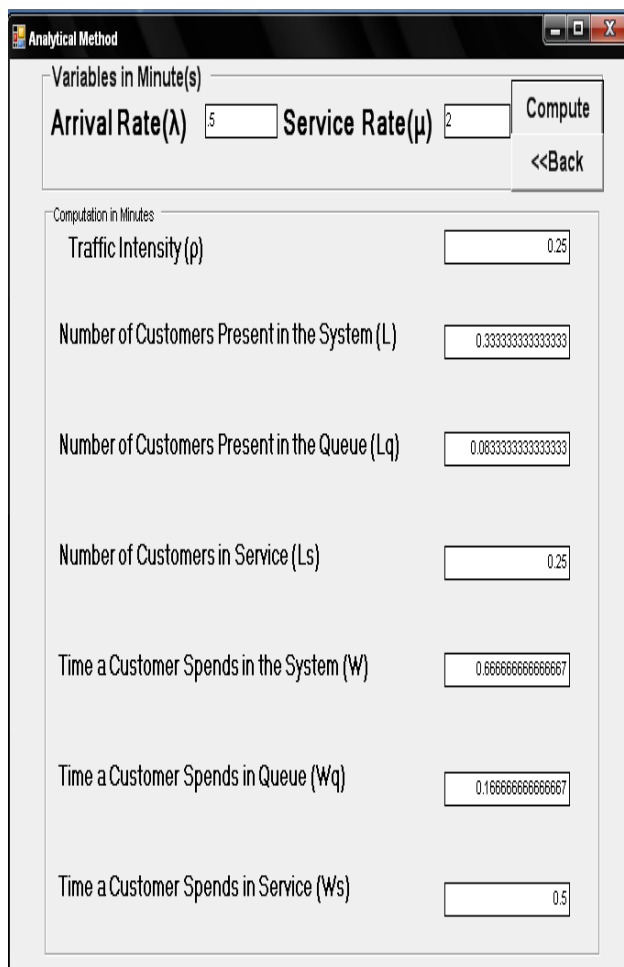 Analytical Method
Variables in Minute(s)
Arrival Rate(λ) .5 Service Rate(μ) 2 Compute
<<Back
Computation in Minutes
Traffic Intensity (ρ) 0.25
Number of Customers Present in the System (L) 0.333333333333333
Number of Customers Present in the Queue (Lq) 0.0833333333333333
Number of Customers in Service (Ls) 0.25
Time a Customer Spends in the System (W) 0.666666666666667
Time a Customer Spends in Queue (Wq) 0.166666666666667
Time a Customer Spends in Service (Ws) 0.5